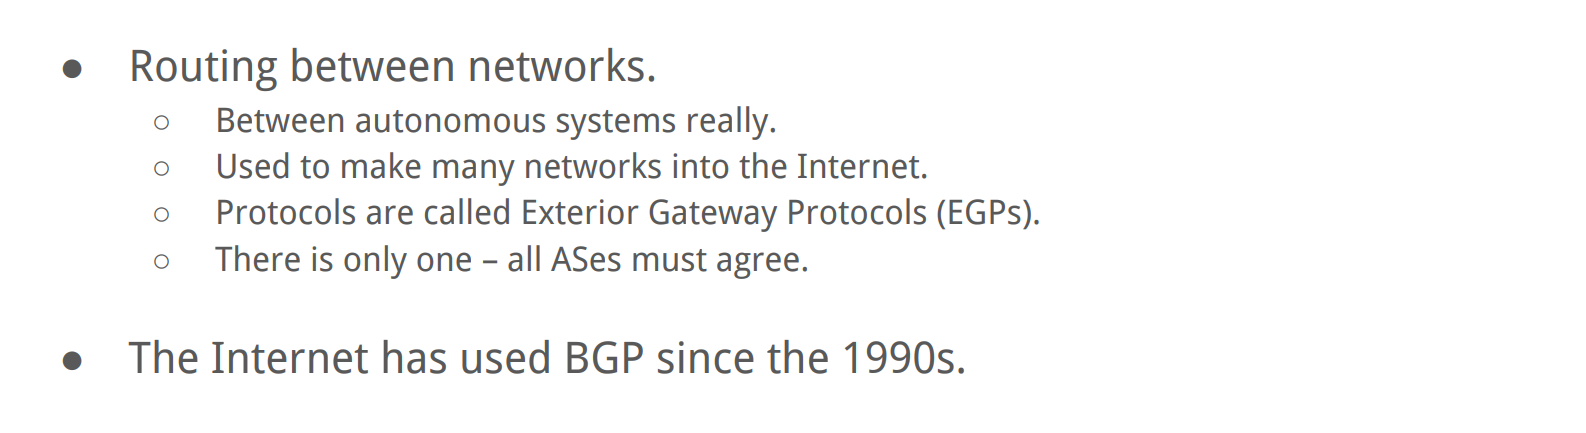 ● Routing between networks.
○ Between autonomous systems really.
○ Used to make many networks into the Internet.
○ Protocols are called Exterior Gateway Protocols (EGPs).
○ There is only one – all ASes must agree.
● The Internet has used BGP since the 1990s.